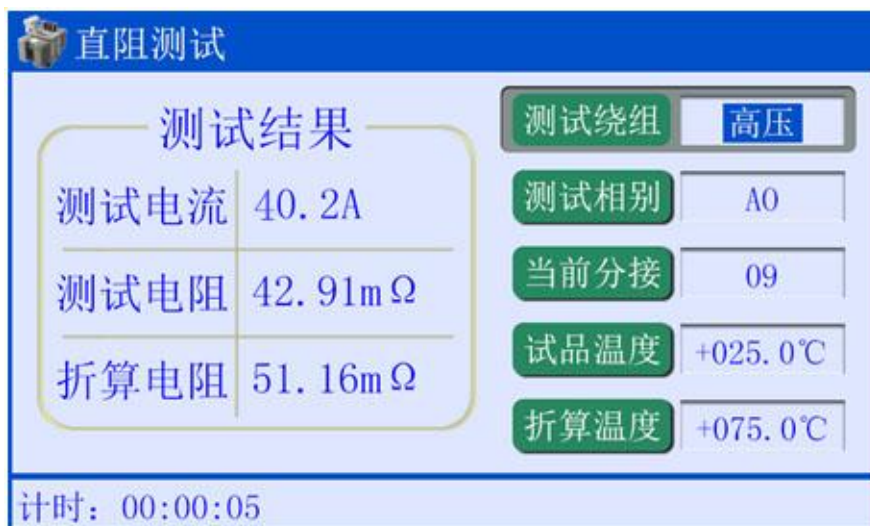 直阻测试
测试结果
测试电流 40.2A
测试电阻 42.91mΩ
折算电阻 51.16mΩ
测试绕组 高压
测试相别 AO
当前分接 09
试品温度 +025.0℃
折算温度 +075.0℃
计时：00:00:05